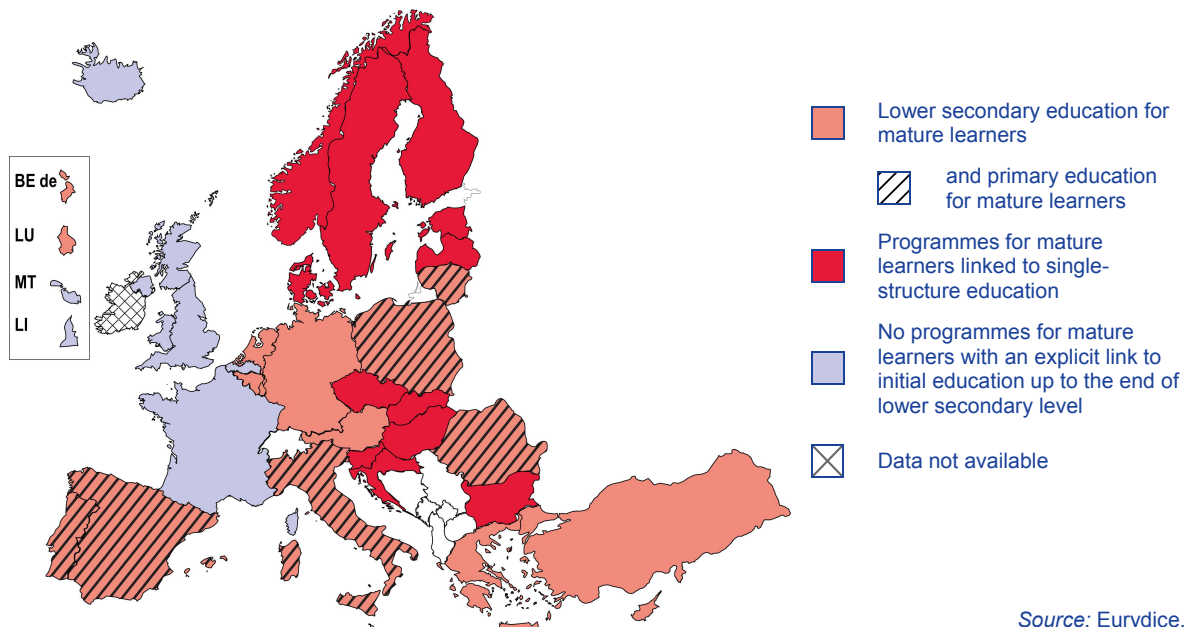 BE de
LU
MT
LI
Lower secondary education for
mature learners
and primary education
for mature learners
Programmes for mature
learners linked to single-
structure education
No programmes for mature
learners with an explicit link to
initial education up to the end of
lower secondary level
Data not available
Source: Eurydice.